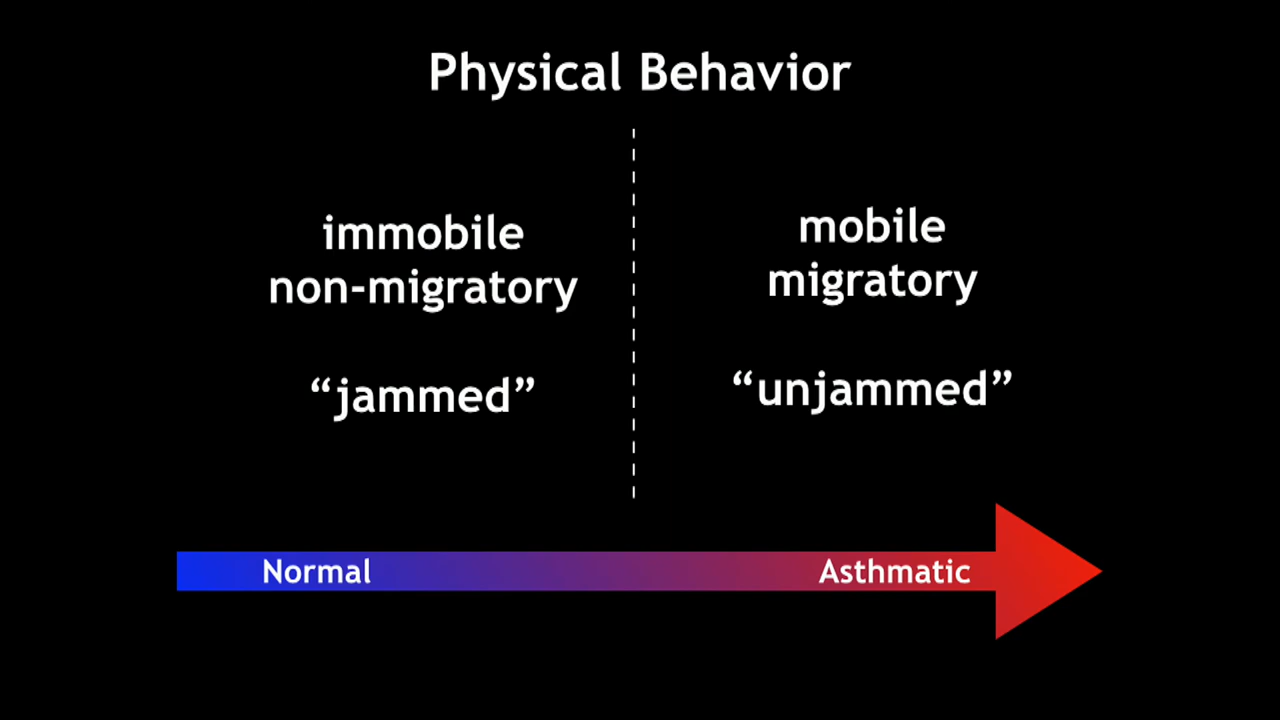 Physical Behavior
immobile
non-migratory
“jammed”
mobile
migratory
“unjammed”
Normal
Asthmatic